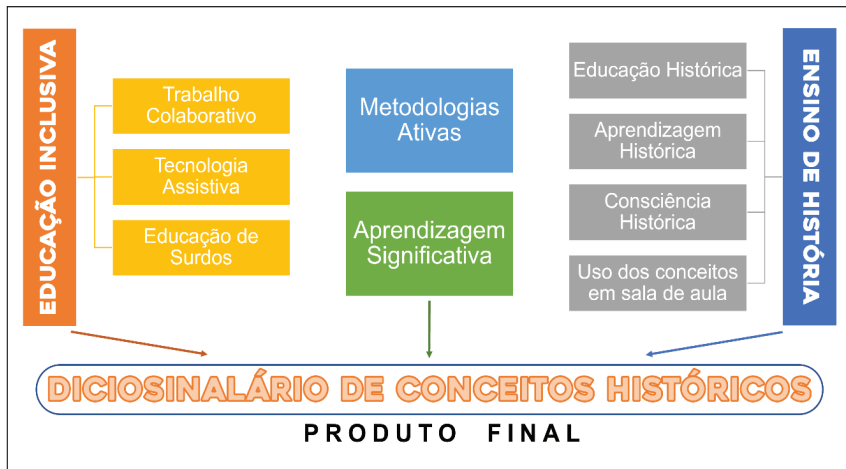 EDUCAÇÃO INCLUSIVA
Trabalho
Colaborativo
Tecnologia
Assistiva
Educação de
Surdos
Metodologias
Ativas
Aprendizagem
Significativa
Educação Histórica
Aprendizagem
Histórica
Consciência
Histórica
Uso dos conceitos
em sala de aula
ENSINO DE HISTÓRIA
DICIOSINALÁRIO DE CONCEITOS HISTÓRICOS
PRODUTO FINAL